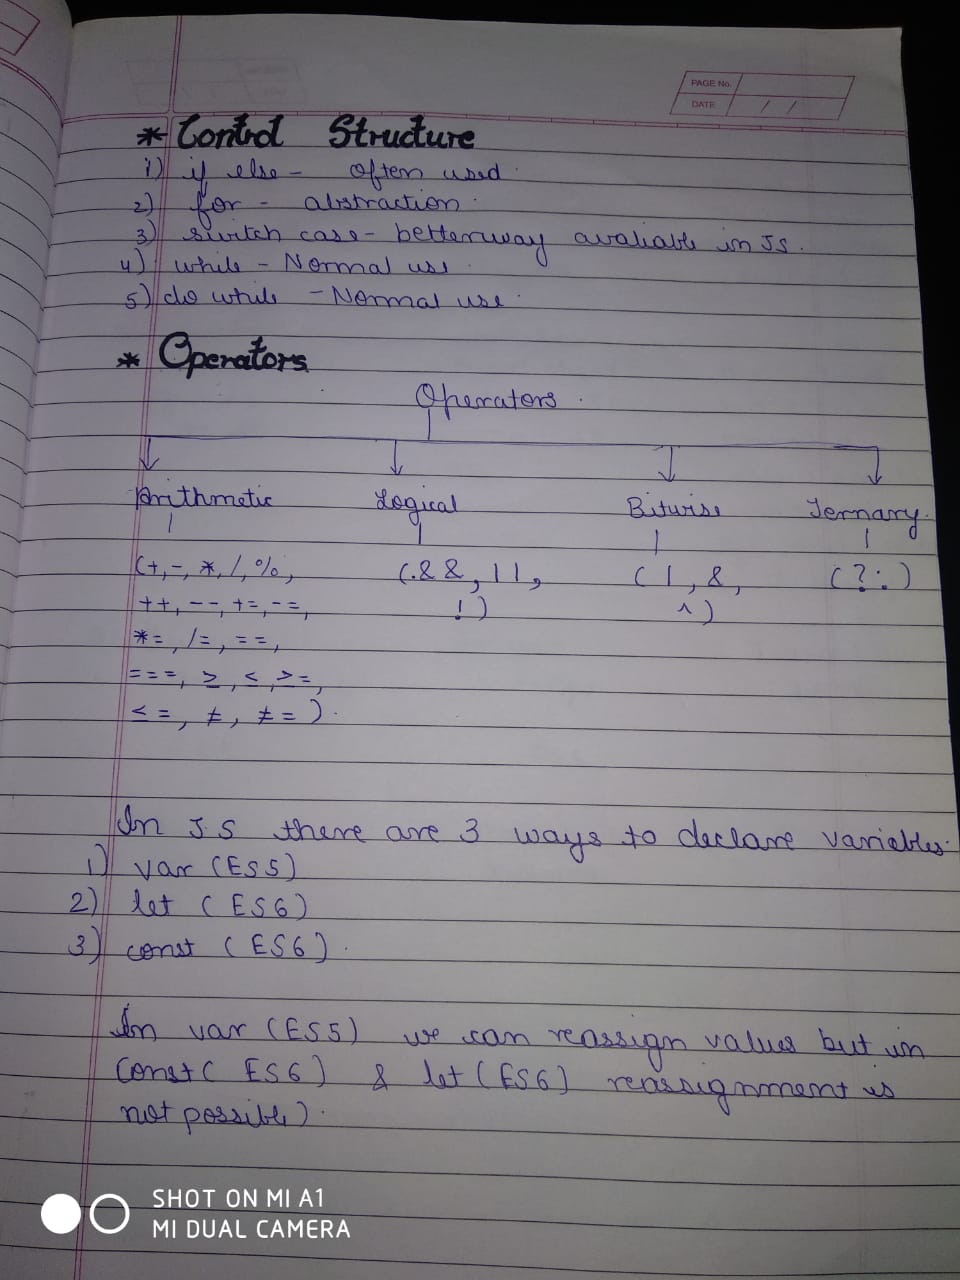 PAGE No.
DATE / /
* Control Structure
1) if else - often used.
2) for - abstraction.
3) switch case - betterway avaliable in JS.
4) while - Normal use.
5) do while - Normal use.
* Operators
Operators.
Arithmetic Logical Bitwise Ternary
(+, -, *, /, %, (.&&, ||, ( |, &, (?:)
++, --, +=, -=, !) ^)
*=, /=, ==,
===, ≥, <, >=,
<=, ≠, ≠= ).
In JS there are 3 ways to declare variables.
1) var (ES5)
2) let (ES6)
3) const (ES6).
In var (ES5) we can reassign values but in
Const( ES6) & let (ES6) reassignment is
not possible).
SHOT ON MI A1
MI DUAL CAMERA